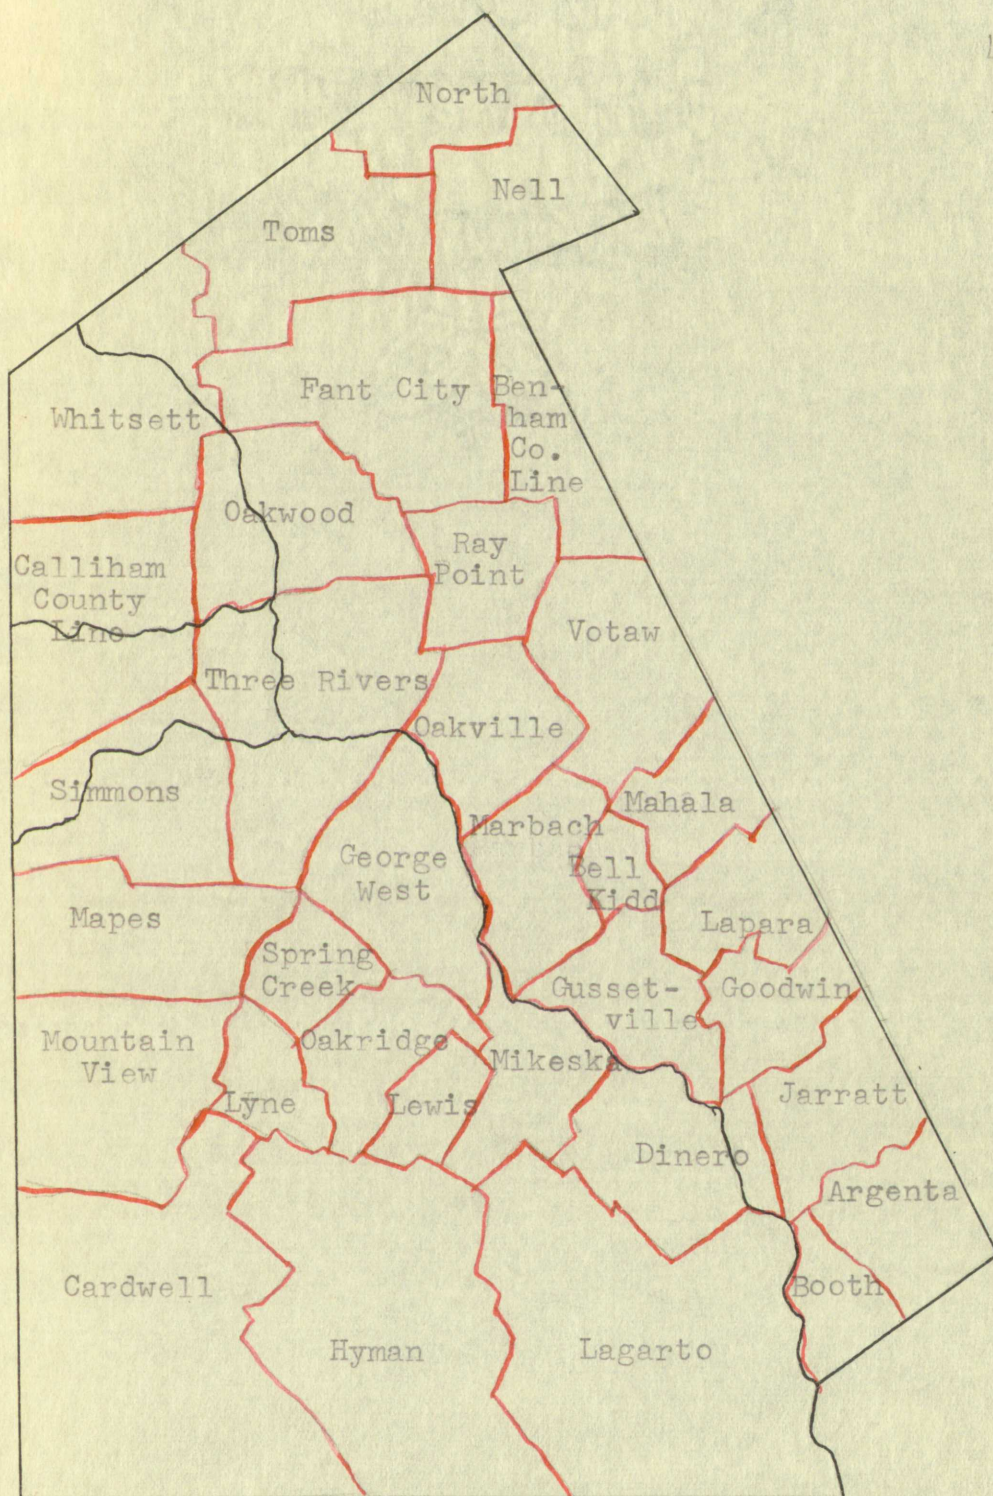 North
Nell
Toms
Fant City
Ben-
ham
Co.
Line
Whitsett
Oakwood
Ray
Point
Calliham
County
Line
Votaw
Three Rivers
Oakville
Simmons
Mahala
Marbach
George
West
Bell
Kidd
Mapes
Lapara
Spring
Creek
Gusset-
ville
Goodwin
Mountain
View
Oakridge
Mikeska
Lyne
Lewis
Jarratt
Dinero
Argenta
Cardwell
Booth
Hyman
Lagarto